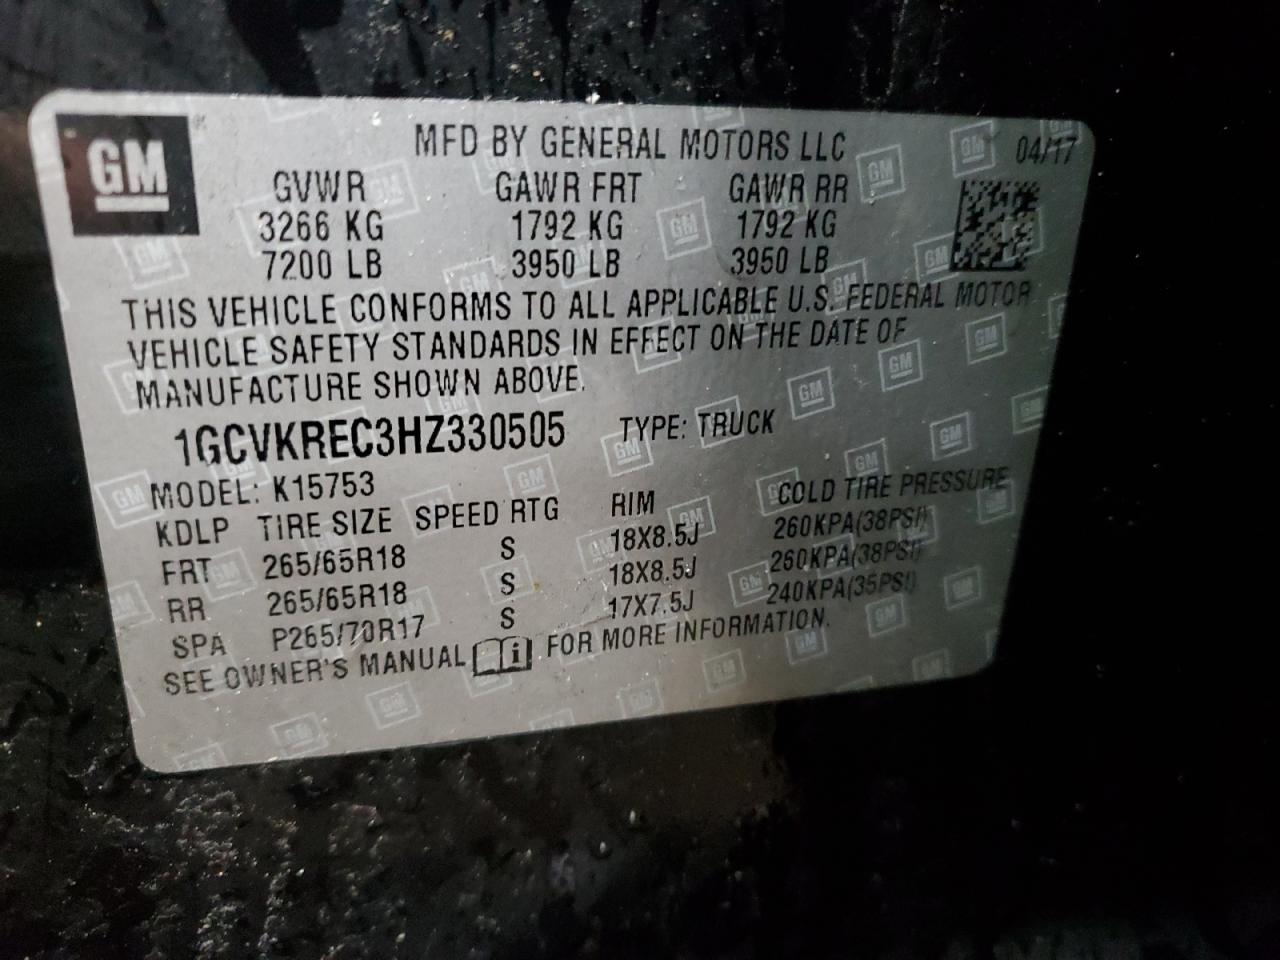 GM
MFD BY GENERAL MOTORS LLC 04/17
GVWR GAWR FRT GAWR RR
3266 KG 1792 KG 1792 KG
7200 LB 3950 LB 3950 LB
THIS VEHICLE CONFORMS TO ALL APPLICABLE U.S. FEDERAL MOTOR
VEHICLE SAFETY STANDARDS IN EFFECT ON THE DATE OF
MANUFACTURE SHOWN ABOVE.
1GCVKREC3HZ330505 TYPE: TRUCK
MODEL: K15753
KDLP TIRE SIZE SPEED RTG RIM COLD TIRE PRESSURE
FRT 265/65R18 S 18X8.5J 260KPA(38PSI)
RR 265/65R18 S 18X8.5J 260KPA(38PSI)
SPA P265/70R17 S 17X7.5J 240KPA(35PSI)
SEE OWNER'S MANUAL i FOR MORE INFORMATION.